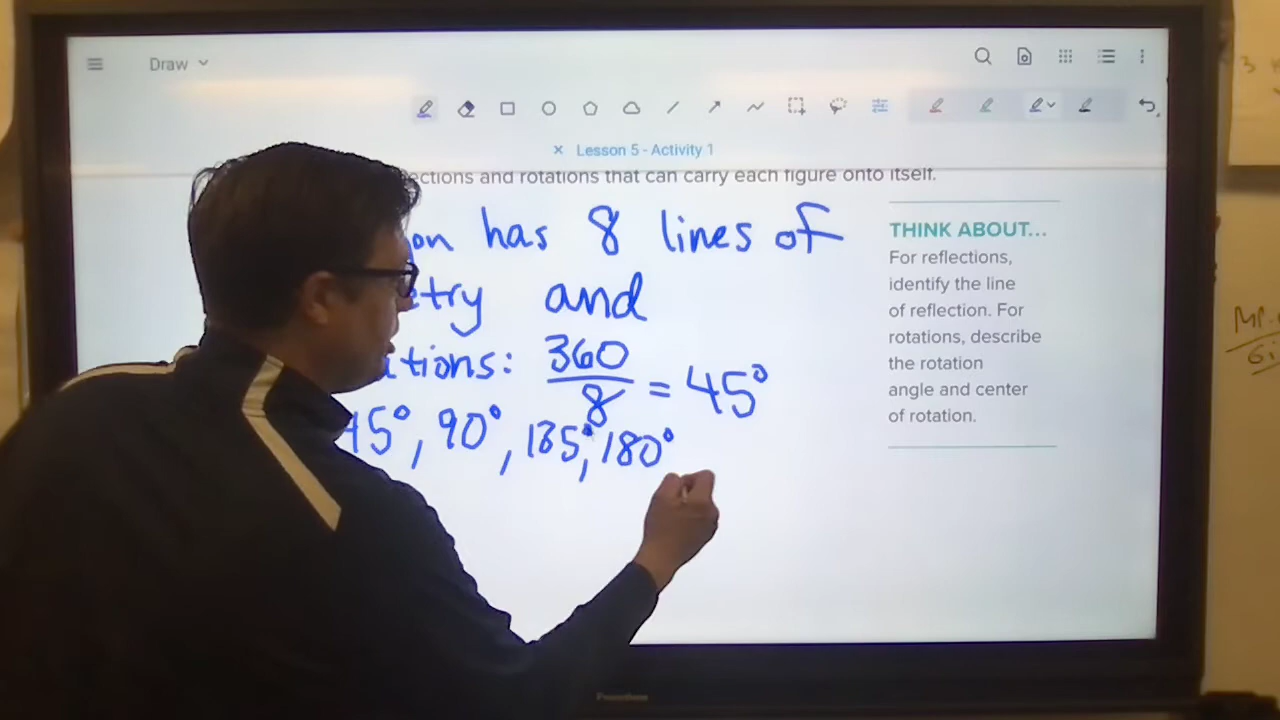 Draw
Lesson 5 - Activity 1
ections and rotations that can carry each figure onto itself.
on has 8 lines of
etry and
ations: 360/8 = 45°
45°, 90°, 135°, 180°
THINK ABOUT...
For reflections,
identify the line
of reflection. For
rotations, describe
the rotation
angle and center
of rotation.